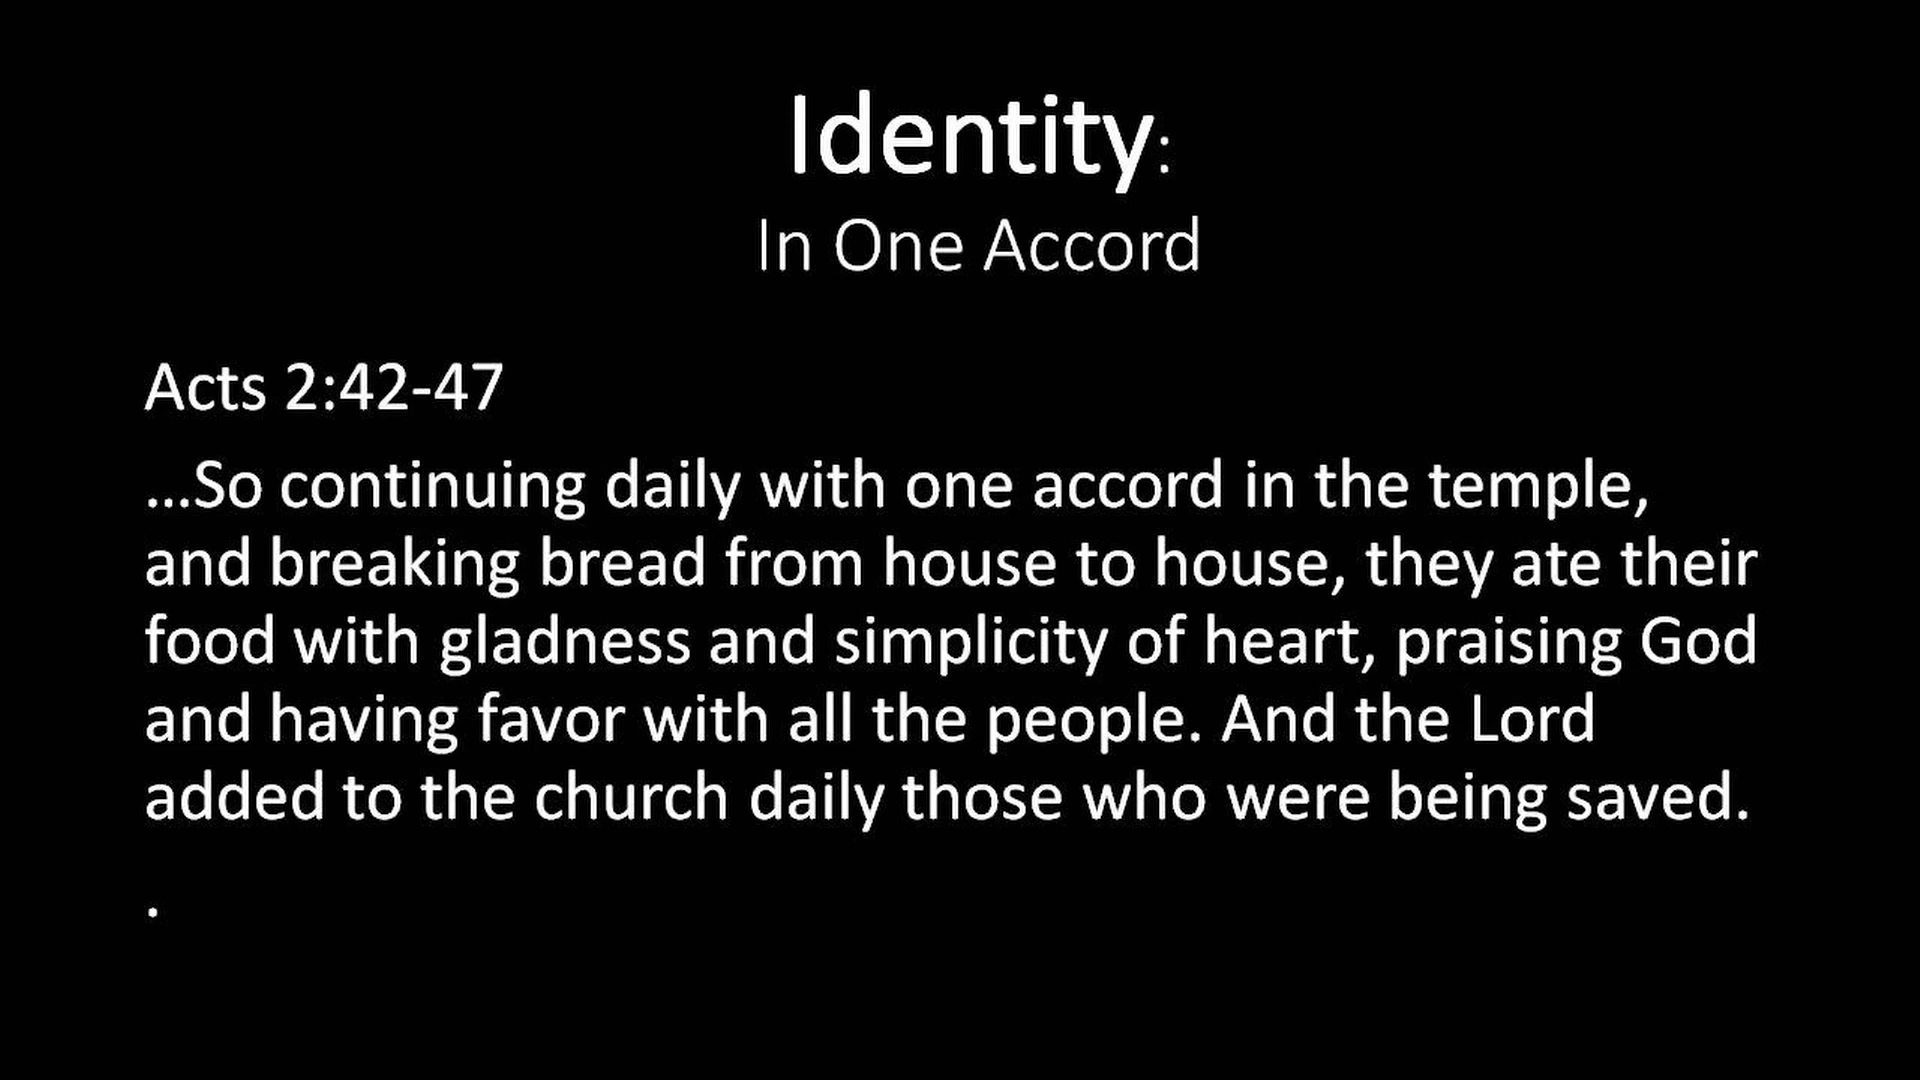 Identity:
In One Accord
Acts 2:42-47
...So continuing daily with one accord in the temple,
and breaking bread from house to house, they ate their
food with gladness and simplicity of heart, praising God
and having favor with all the people. And the Lord
added to the church daily those who were being saved.
.